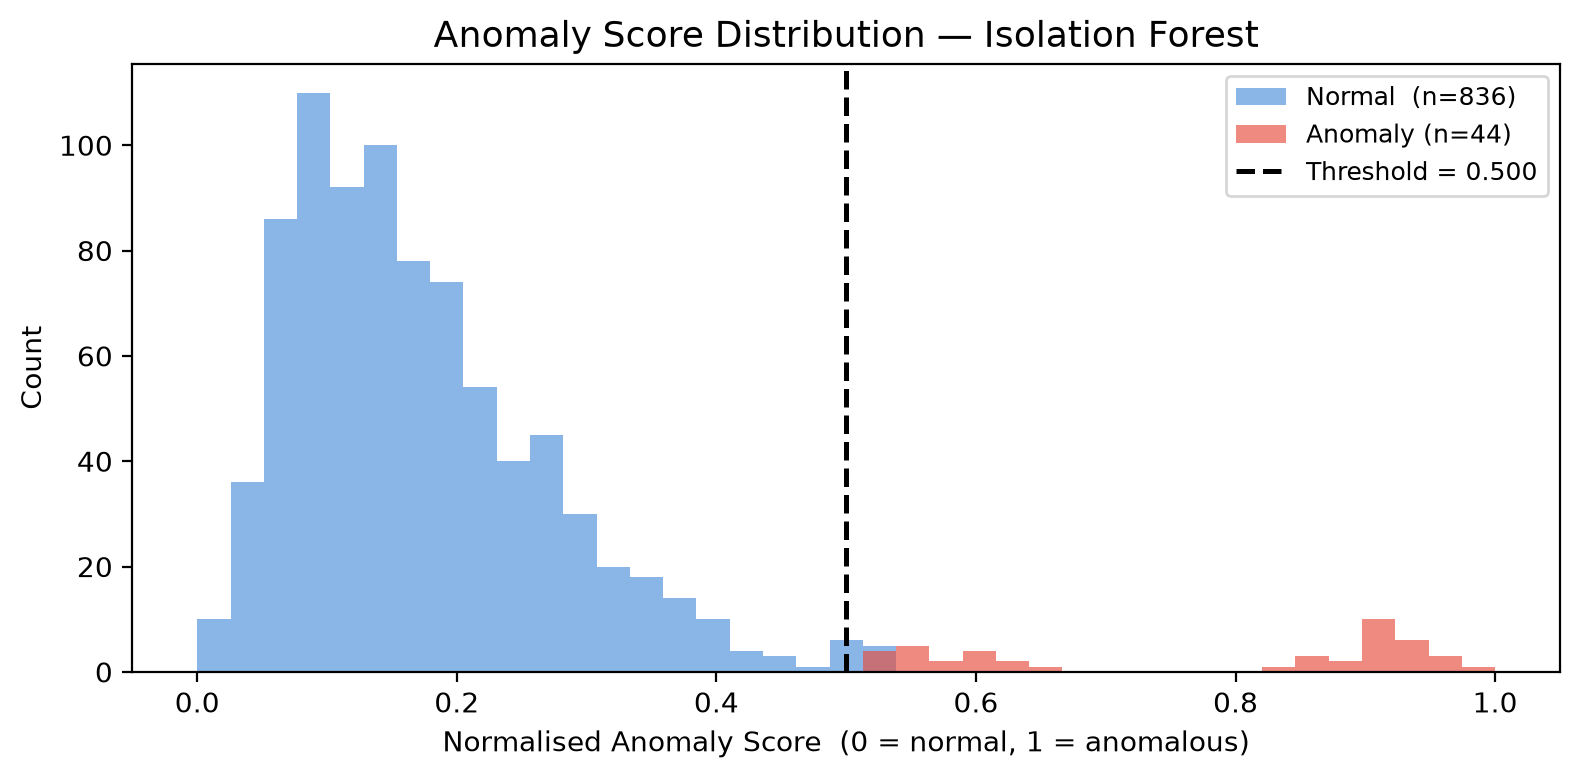 Anomaly Score Distribution — Isolation Forest
Normal  (n=836)
Anomaly (n=44)
Threshold = 0.500
Count
100
80
60
40
20
0
0.0
0.2
0.4
0.6
0.8
1.0
Normalised Anomaly Score  (0 = normal, 1 = anomalous)